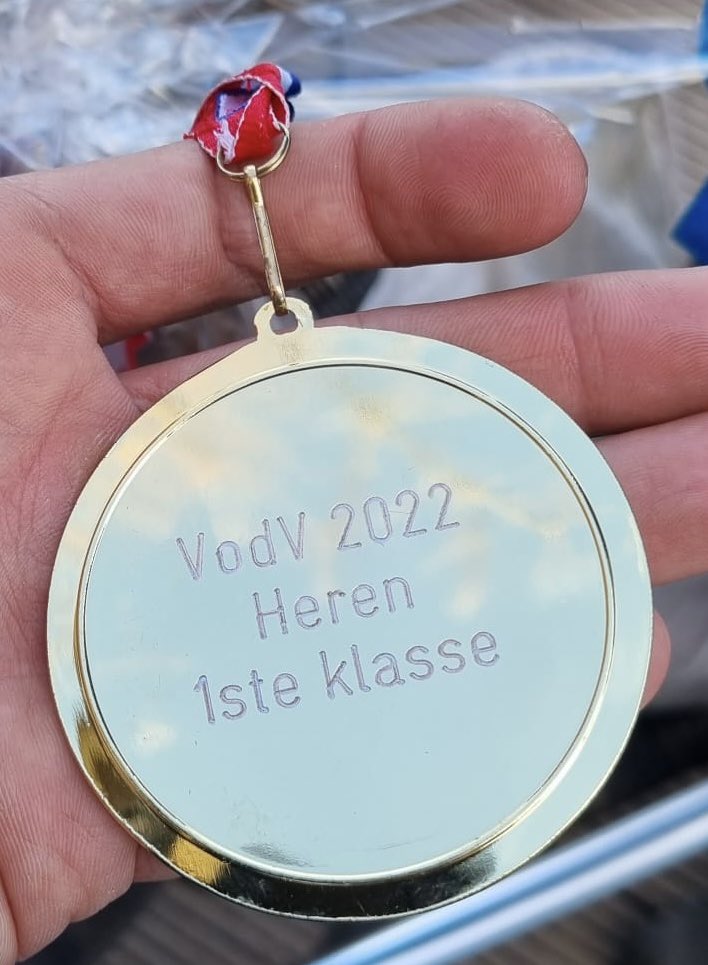 VodV 2022
Heren
1ste klasse